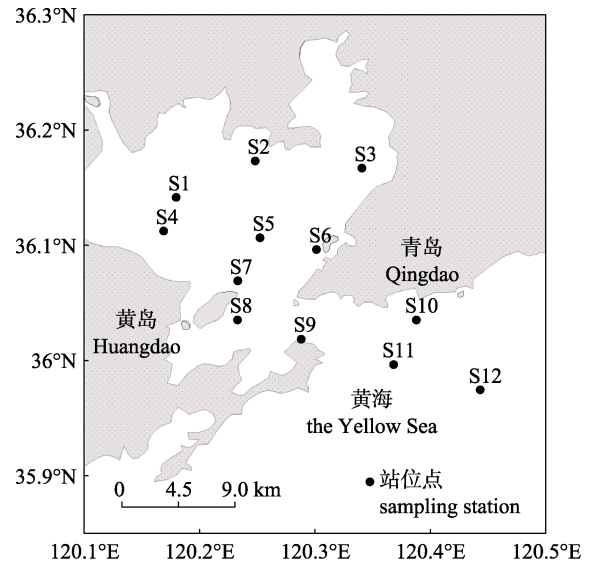 36.3°N
36.2°N
36.1°N
36°N
35.9°N
S2
S3
S1
S4
S5
S6
青岛
Qingdao
S7
S8
S10
黄岛
Huangdao
S9
S11
S12
黄海
the Yellow Sea
0 4.5 9.0 km
站位点
sampling station
120.1°E 120.2°E 120.3°E 120.4°E 120.5°E